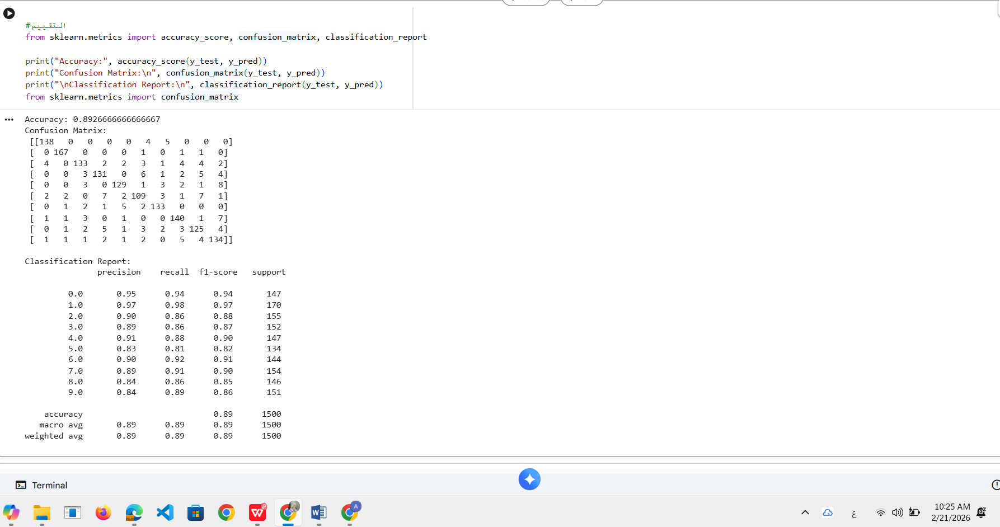 #التقييم
from sklearn.metrics import accuracy_score, confusion_matrix, classification_report
print("Accuracy:", accuracy_score(y_test, y_pred))
print("Confusion Matrix:\n", confusion_matrix(y_test, y_pred))
print("\nClassification Report:\n", classification_report(y_test, y_pred))
from sklearn.metrics import confusion_matrix
Accuracy: 0.8926666666666667
Confusion Matrix:
[[138 0 0 0 0 4 5 0 0 0]
[ 0 167 0 0 0 1 0 1 1 0]
[ 4 0 133 2 2 3 1 4 4 2]
[ 0 0 3 131 0 6 1 2 5 4]
[ 0 0 3 0 129 1 3 2 1 8]
[ 2 2 0 7 2 109 3 1 7 1]
[ 0 1 2 1 5 2 133 0 0 0]
[ 1 1 3 0 1 0 0 140 1 7]
[ 0 1 2 5 1 3 2 3 125 4]
[ 1 1 1 2 1 2 0 5 4 134]]
Classification Report:
precision recall f1-score support
0.0 0.95 0.94 0.94 147
1.0 0.97 0.98 0.97 170
2.0 0.90 0.86 0.88 155
3.0 0.89 0.86 0.87 152
4.0 0.91 0.88 0.90 147
5.0 0.83 0.81 0.82 134
6.0 0.90 0.92 0.91 144
7.0 0.89 0.91 0.90 154
8.0 0.84 0.86 0.85 146
9.0 0.84 0.89 0.86 151
accuracy 0.89 1500
macro avg 0.89 0.89 0.89 1500
weighted avg 0.89 0.89 0.89 1500
Terminal
ع
10:25 AM
2/21/2026